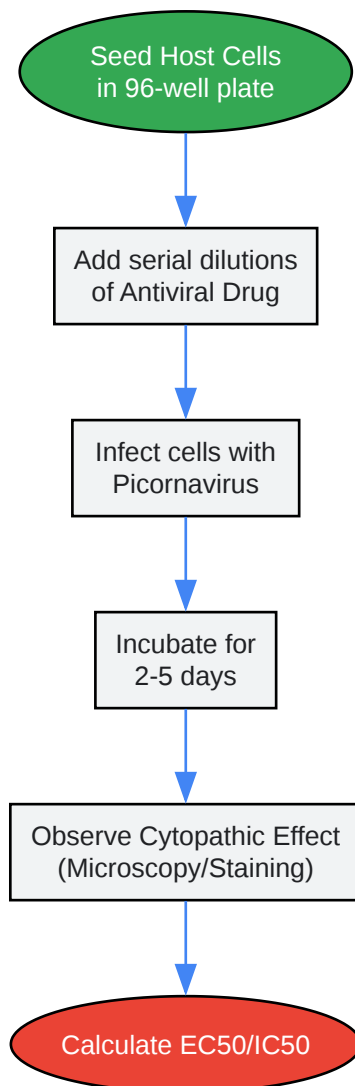 Seed Host Cells
in 96-well plate
Add serial dilutions
of Antiviral Drug
Infect cells with
Picornavirus
Incubate for
2-5 days
Observe Cytopathic Effect
(Microscopy/Staining)
Calculate EC50/IC50